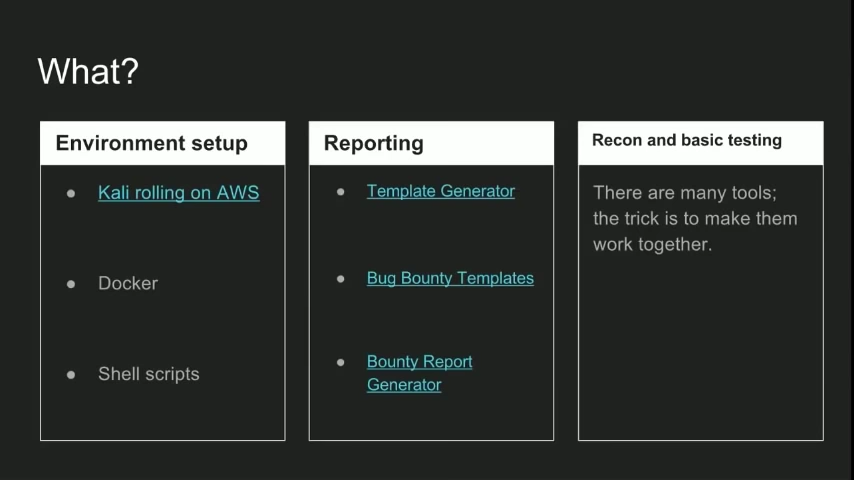 What?
Environment setup
Kali rolling on AWS
Docker
Shell scripts
Reporting
Template Generator
Bug Bounty Templates
Bounty Report
Generator
Recon and basic testing
There are many tools;
the trick is to make them
work together.